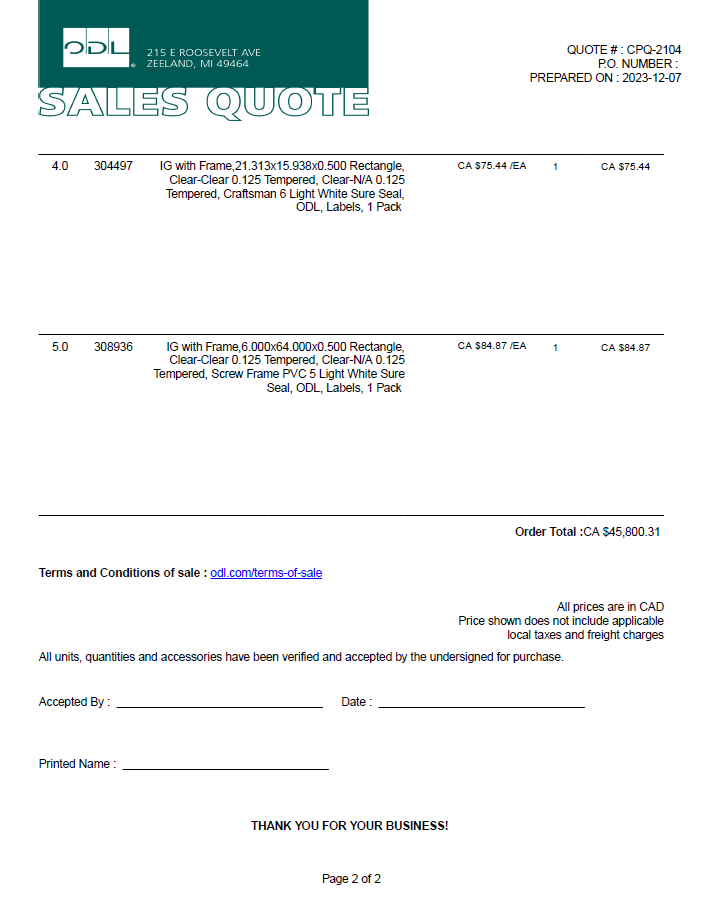 ODL®
215 E ROOSEVELT AVE
ZEELAND, MI 49464
QUOTE # : CPQ-2104
P.O. NUMBER :
PREPARED ON : 2023-12-07
SALES QUOTE
4.0 304497 IG with Frame,21.313x15.938x0.500 Rectangle, CA $75.44 /EA 1 CA $75.44
Clear-Clear 0.125 Tempered, Clear-N/A 0.125
Tempered, Craftsman 6 Light White Sure Seal,
ODL, Labels, 1 Pack
5.0 308936 IG with Frame,6.000x64.000x0.500 Rectangle, CA $84.87 /EA 1 CA $84.87
Clear-Clear 0.125 Tempered, Clear-N/A 0.125
Tempered, Screw Frame PVC 5 Light White Sure
Seal, ODL, Labels, 1 Pack
Order Total :CA $45,800.31
Terms and Conditions of sale : odl.com/terms-of-sale
All prices are in CAD
Price shown does not include applicable
local taxes and freight charges
All units, quantities and accessories have been verified and accepted by the undersigned for purchase.
Accepted By : Date :
Printed Name :
THANK YOU FOR YOUR BUSINESS!
Page 2 of 2